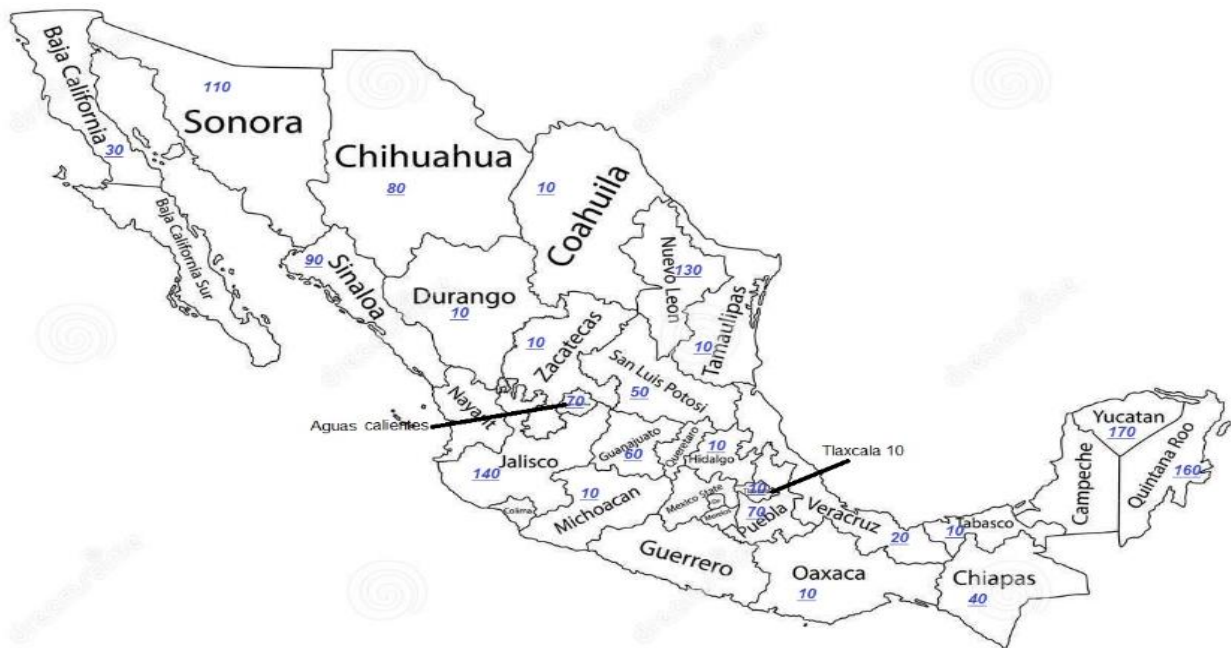 Baja California
30
110
Sonora
Chihuahua
80
10
Coahuila
Baja California Sur
90
Sinaloa
Durango
10
Nuevo Leon
130
10
Tamaulipas
10
Zacatecas
San Luis Potosi
50
Nayarit
70
Aguas calientes
Jalisco
140
Guanajuato
60
Queretaro
10
Hidalgo
Tlaxcala 10
10
Mexico State
Morelos
70
Puebla
Colima
10
Michoacan
Guerrero
Veracruz
20
Oaxaca
10
10
Tabasco
Chiapas
40
Campeche
Yucatan
170
Quintana Roo
160